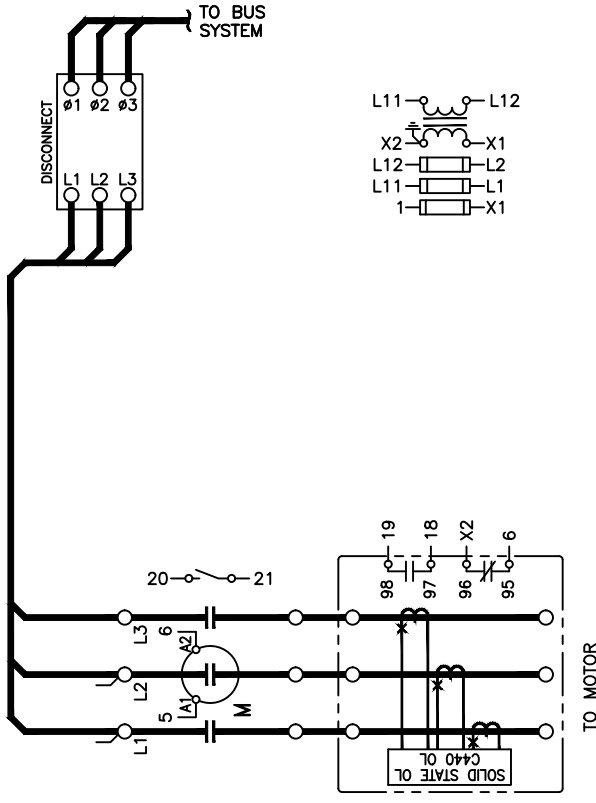 TO BUS
SYSTEM
DISCONNECT
ø1 ø2 ø3
L1 L2 L3
L11 L12
X2 X1
L12 L2
L11 L1
1 X1
19 18 X2 6
98 97 96 95
20 21
L3 6
A2
L2
A1
5 M
L1
TO MOTOR
SOLID STATE OL
C440 OL